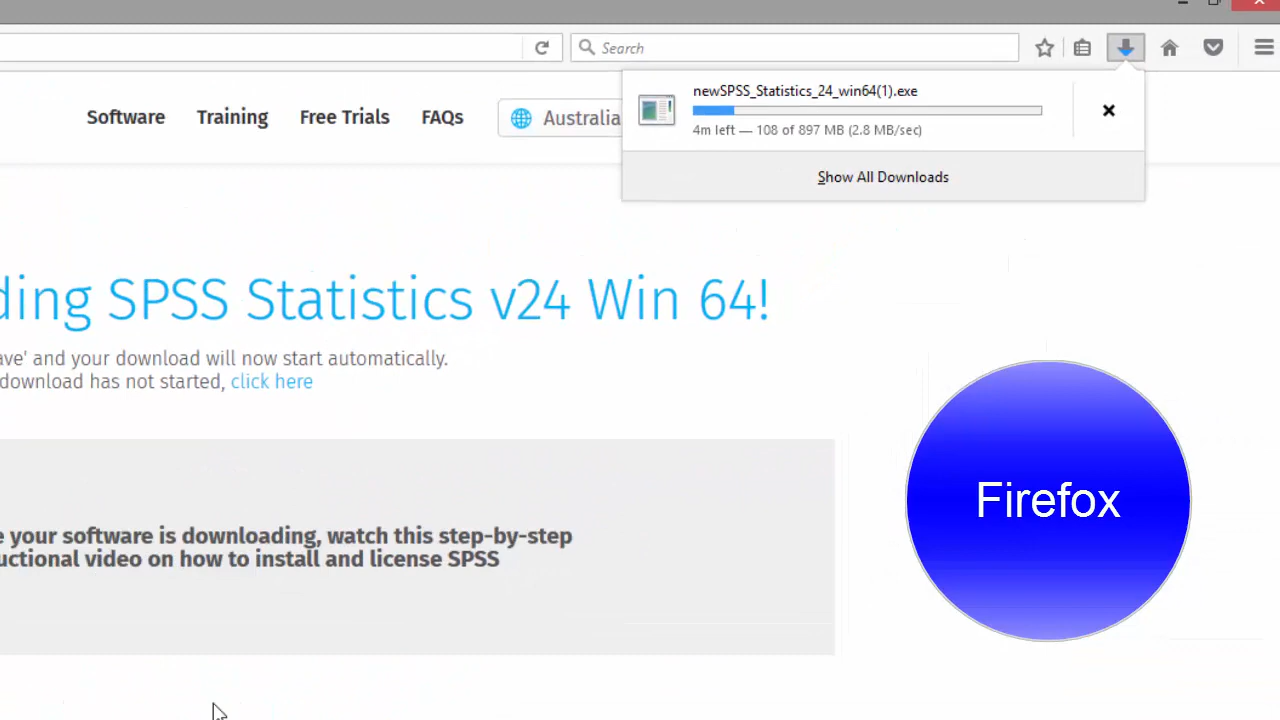 Search
newSPSS_Statistics_24_win64(1).exe
4m left — 108 of 897 MB (2.8 MB/sec)
Show All Downloads
Software Training Free Trials FAQs Australia
ding SPSS Statistics v24 Win 64!
ave' and your download will now start automatically.
download has not started, click here
Firefox
e your software is downloading, watch this step-by-step
uctional video on how to install and license SPSS